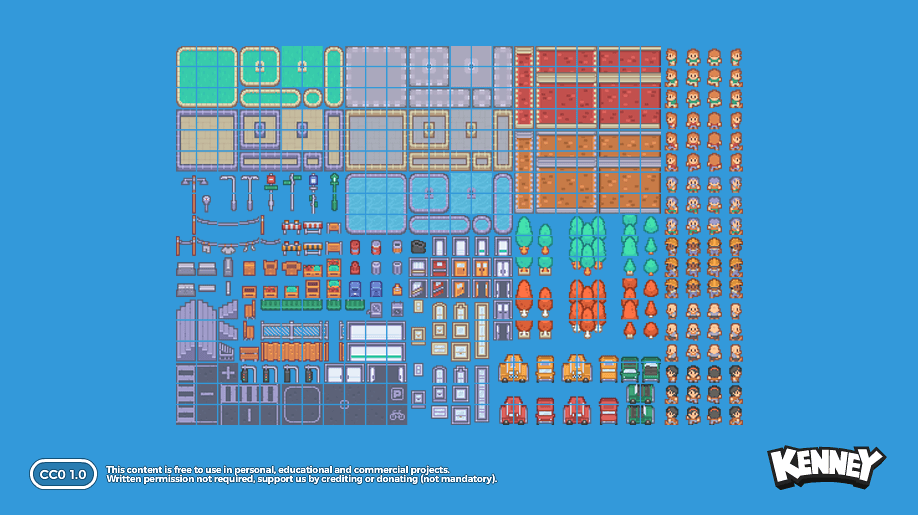 P
CC0 1.0
This content is free to use in personal, educational and commercial projects.
Written permission not required, support us by crediting or donating (not mandatory).
KENNEY